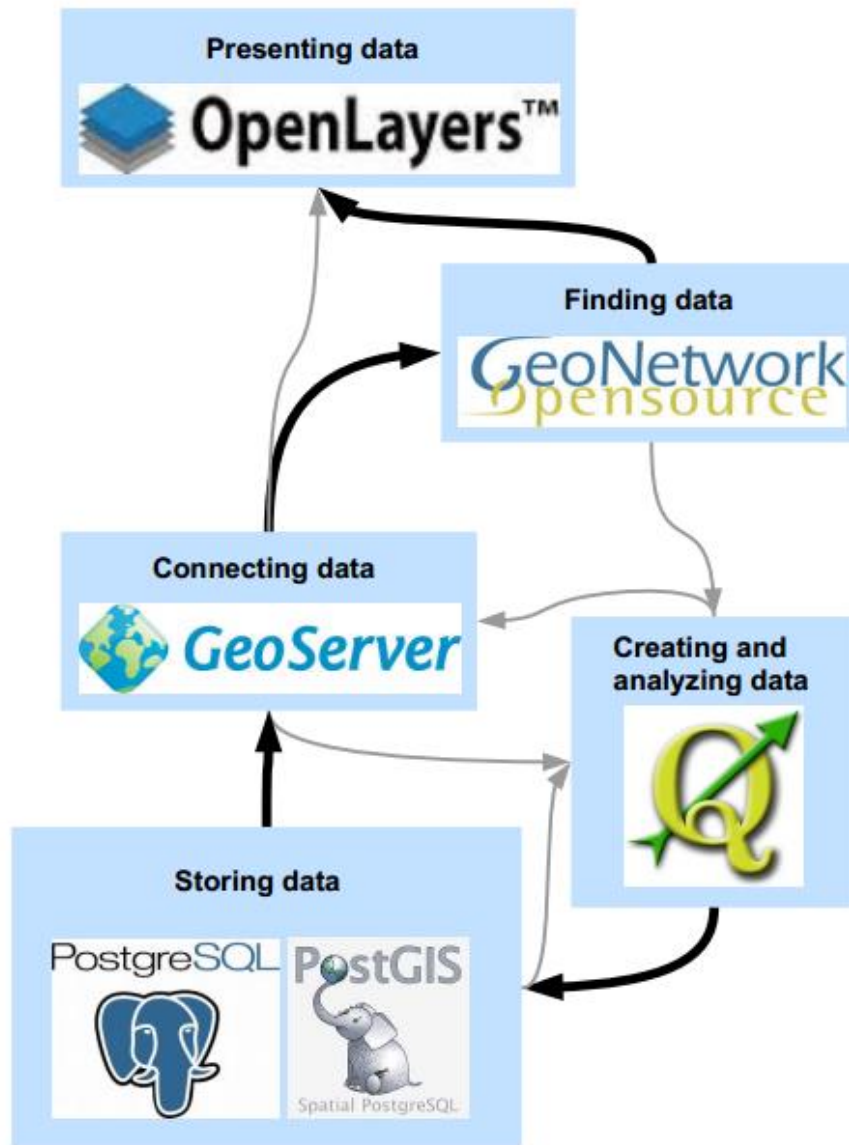 Presenting data
OpenLayers™
Finding data
GeoNetwork
Opensource
Connecting data
GeoServer
Creating and
analyzing data
Q
Storing data
PostgreSQL
PostGIS
Spatial PostgreSQL